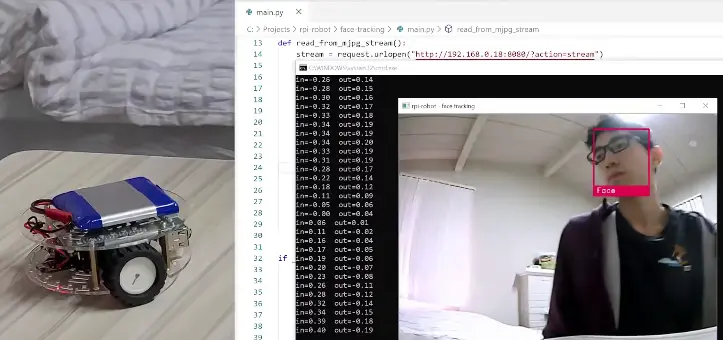 main.py ×
C: > Projects > rpi-robot > face-tracking > main.py > read_from_mjpg_stream
13 def read_from_mjpg_stream():
14 stream = request.urlopen("http://192.168.0.18:8080/?action=stream")
15
16
17
18
19
20
21
22
23
24
25
26
27
28
29
30
31
32 if
33
34
35
36
37
38
39
in=-0.26 out=0.14
in=-0.28 out=0.15
in=-0.30 out=0.16
in=-0.32 out=0.17
in=-0.33 out=0.18
in=-0.34 out=0.19
in=-0.34 out=0.19
in=-0.34 out=0.20
in=-0.33 out=0.19
in=-0.31 out=0.19
in=-0.28 out=0.17
in=-0.22 out=0.14
in=-0.18 out=0.12
in=-0.11 out=0.09
in=-0.05 out=0.06
in=-0.00 out=0.04
in=0.06 out=0.01
in=0.11 out=-0.02
in=0.16 out=-0.04
in=0.17 out=-0.05
in=0.19 out=-0.06
in=0.20 out=-0.07
in=0.23 out=-0.08
in=0.26 out=-0.11
in=0.28 out=-0.12
in=0.32 out=-0.14
in=0.34 out=-0.15
in=0.39 out=-0.18
in=0.40 out=-0.19
rpi-robot - face tracking
Face